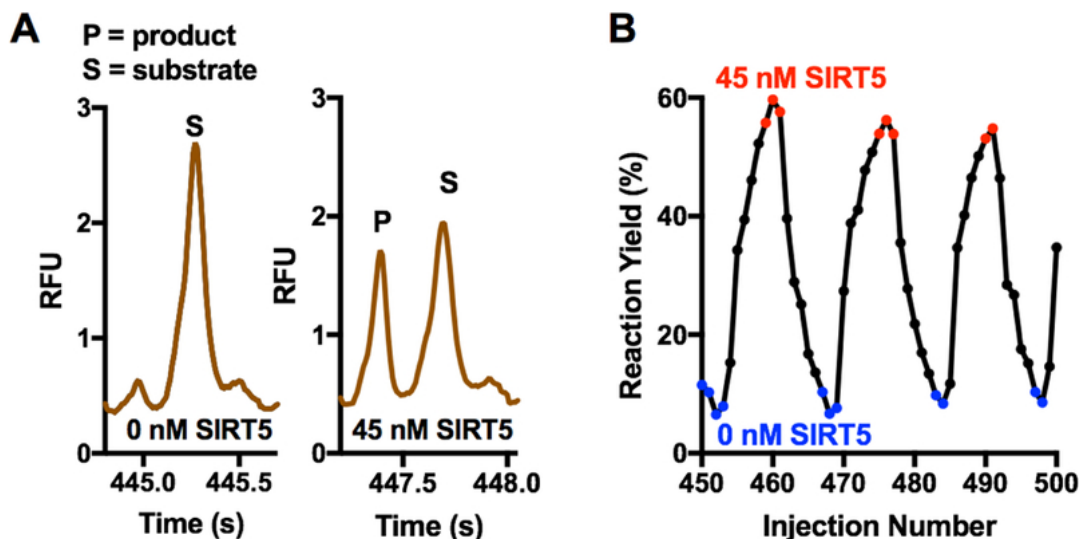 A
P = product
S = substrate
3
2
1
0
RFU
S
0 nM SIRT5
445.0
445.5
Time (s)
3
2
1
0
RFU
P
S
45 nM SIRT5
447.5
448.0
Time (s)
B
45 nM SIRT5
60
40
20
0
Reaction Yield (%)
0 nM SIRT5
450
460
470
480
490
500
Injection Number